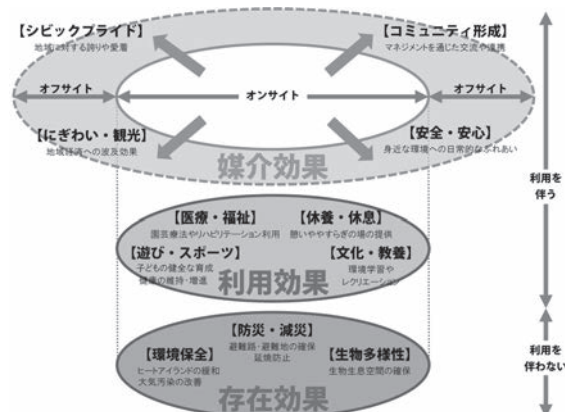 【シビックプライド】
地域に対する誇りや愛着
【コミュニティ形成】
マネジメントを通じた交流や連携
オフサイト
オンサイト
オフサイト
【にぎわい・観光】
地域経済への波及効果
【安全・安心】
身近な環境への日常的なふれあい
媒介効果
利用を
伴う
【医療・福祉】
園芸療法やリハビリテーション利用
【休養・休息】
憩いややすらぎの場の提供
【遊び・スポーツ】
子どもの健全な育成
健康の維持・増進
【文化・教養】
環境学習や
レクリエーション
利用効果
【防災・減災】
避難路・避難地の確保
延焼防止
【環境保全】
ヒートアイランドの緩和
大気汚染の改善
【生物多様性】
生物生息空間の確保
存在効果
利用を
伴わない